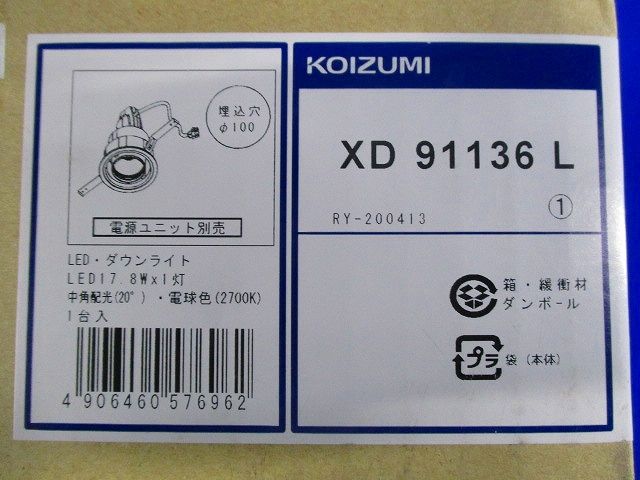 埋込穴
φ100
電源ユニット別売
LED・ダウンライト
LED17.8Wx1灯
中角配光(20°)・電球色(2700K)
1台入
4 906460 576962
KOIZUMI
XD 91136 L
RY-200413
①
箱・緩衝材
ダンボール
プラ
袋(本体)